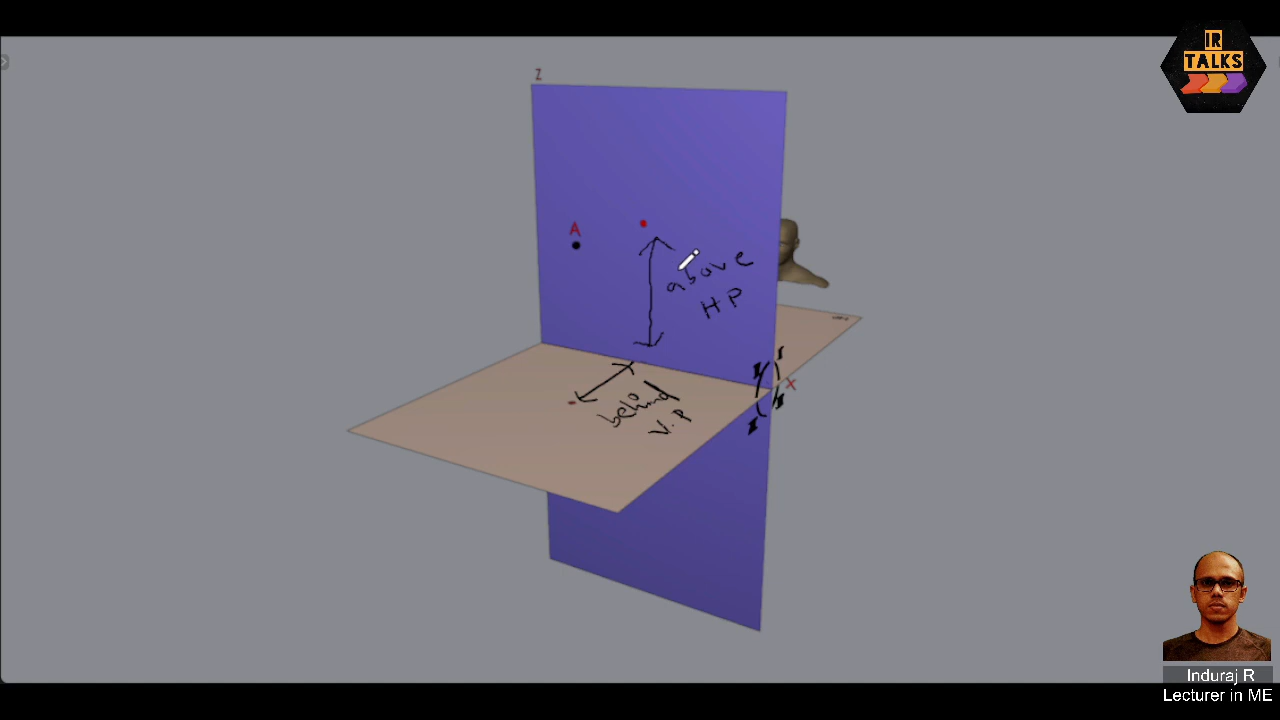 IR
TALKS
Z
A
above
HP
X
behind
V.P
Induraj R
Lecturer in ME